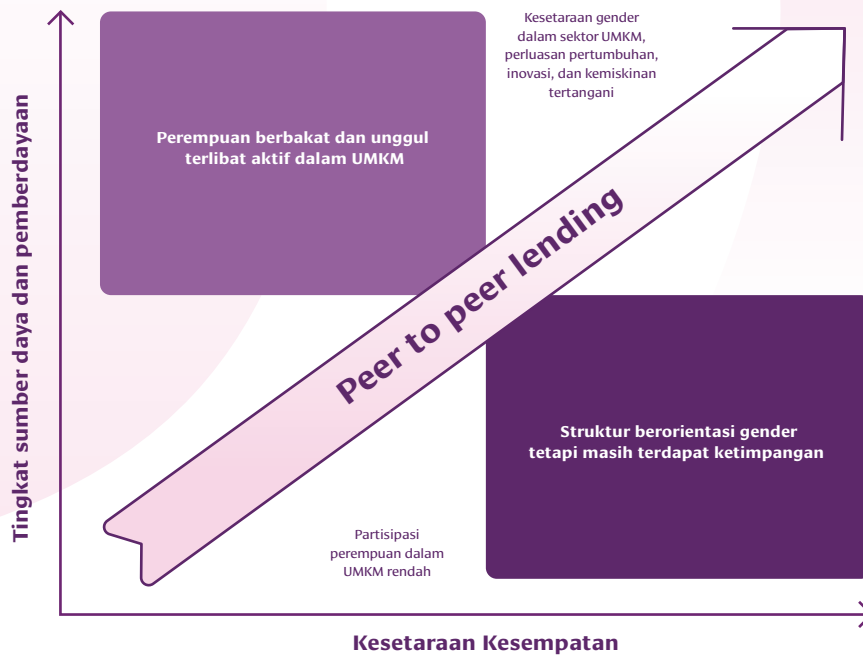 Kesetaraan gender
dalam sektor UMKM,
perluasan pertumbuhan,
inovasi, dan kemiskinan
tertangani
Perempuan berbakat dan unggul
terlibat aktif dalam UMKM
Tingkat sumber daya dan pemberdayaan
Peer to peer lending
Struktur berorientasi gender
tetapi masih terdapat ketimpangan
Partisipasi
perempuan dalam
UMKM rendah
Kesetaraan Kesempatan